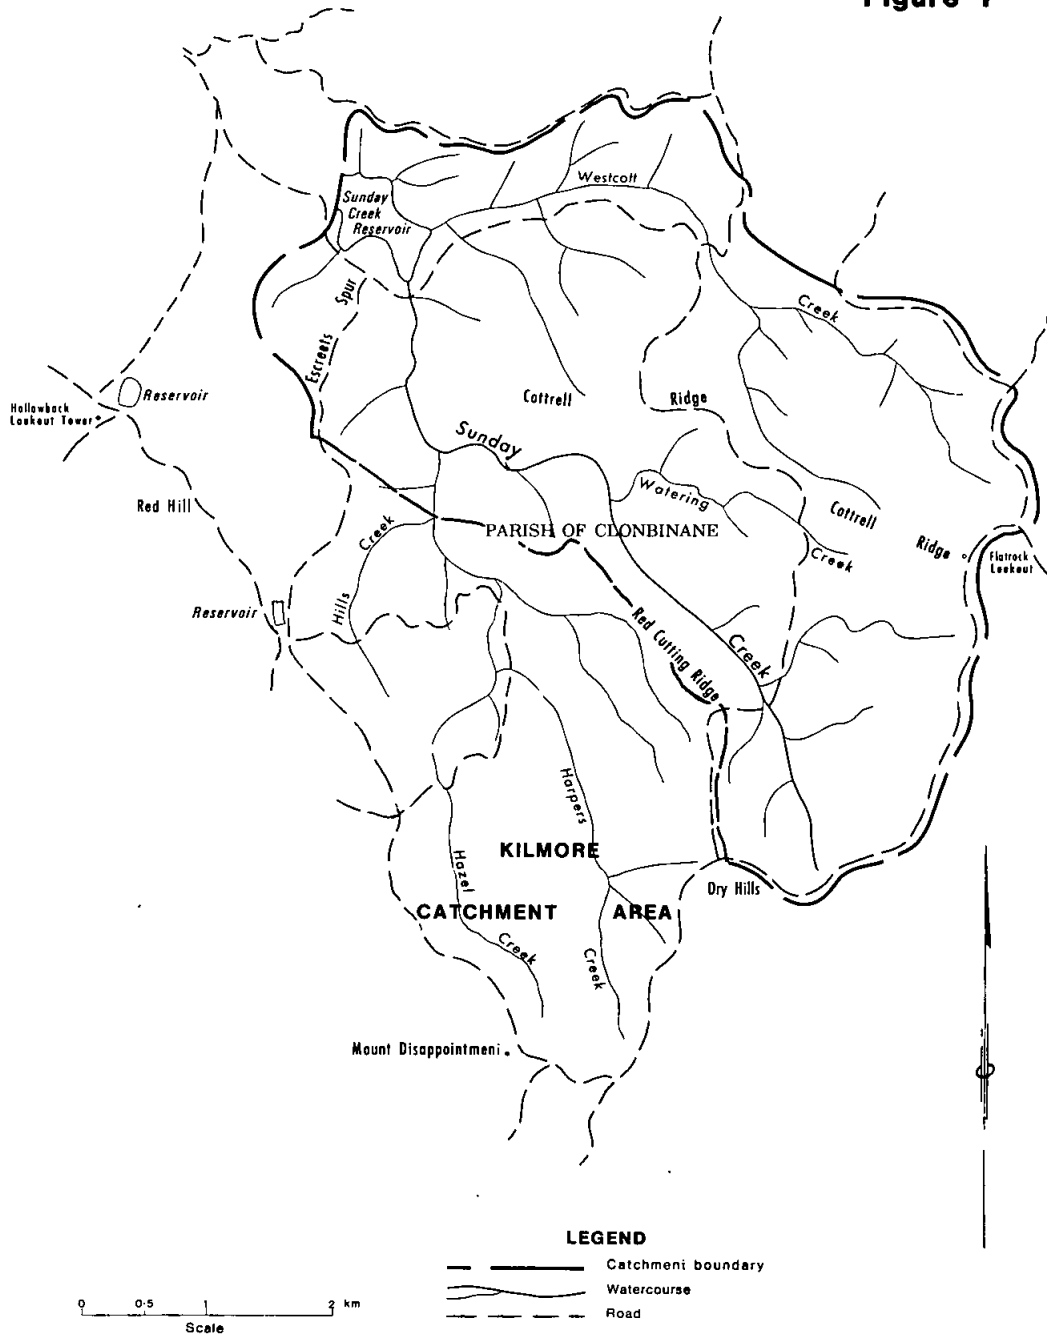 Figure 1
Westcott
Sunday
Creek
Reservoir
Escreets Spur
Creek
Reservoir
Hollowback
Lookout Tower
Cottrell
Ridge
Sunday
Red Hill
Watering
Cottrell
PARISH OF CLONBINANE
Creek
Creek
Ridge
Flatrock
Lookout
Reservoir
Hills
Red Cutting Ridge
Creek
Harpers
KILMORE
Hazel
Dry Hills
CATCHMENT AREA
Creek
Creek
Mount Disappointment
LEGEND
Catchment boundary
Watercourse
Road
0 0·5 1 2 km
Scale